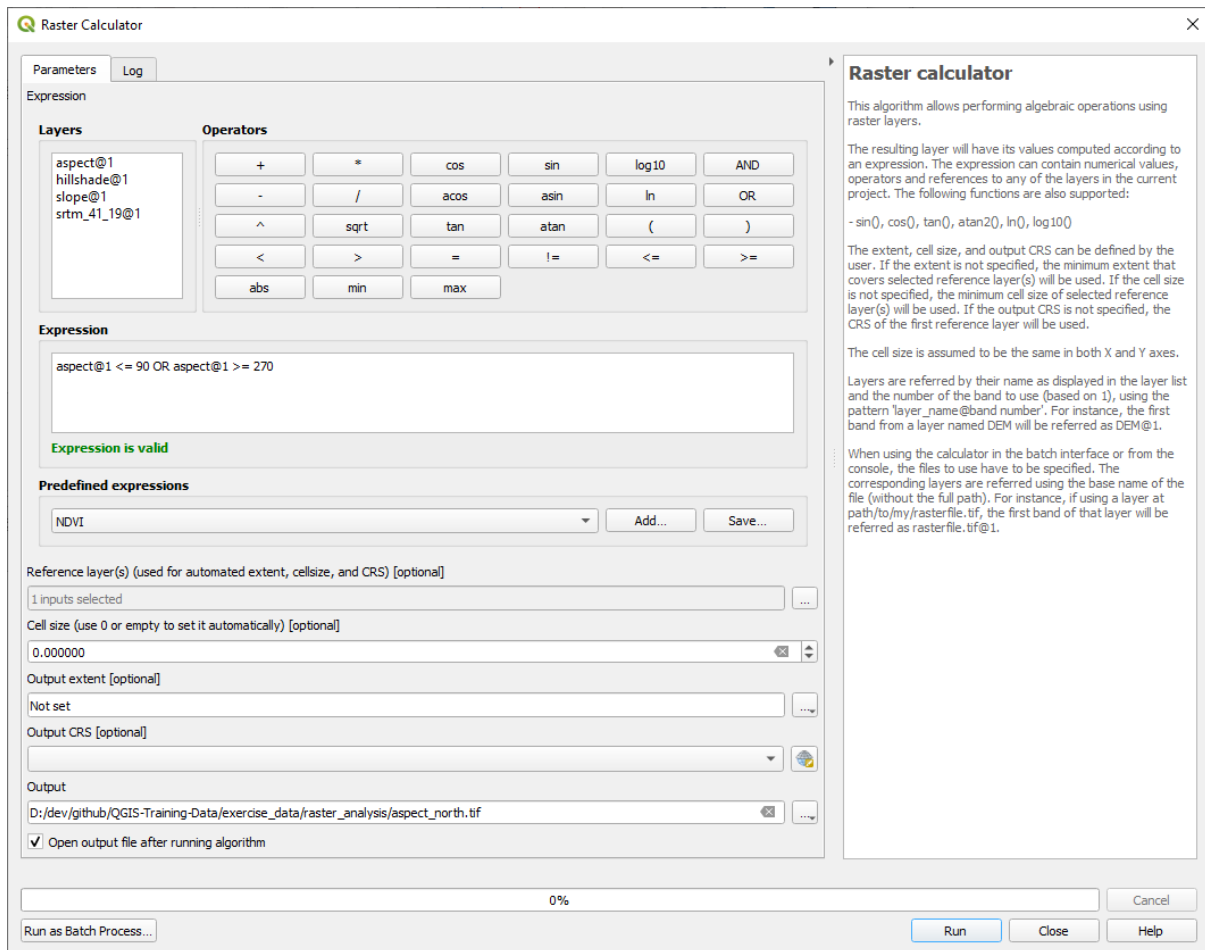 Raster Calculator
Parameters
Log
Expression
Layers
aspect@1
hillshade@1
slope@1
srtm_41_19@1
Operators
+ * cos sin log10 AND
- / acos asin ln OR
^ sqrt tan atan ( )
< > = != <= >=
abs min max
Expression
aspect@1 <= 90 OR aspect@1 >= 270
Expression is valid
Predefined expressions
NDVI
Add...
Save...
Reference layer(s) (used for automated extent, cellsize, and CRS) [optional]
1 inputs selected
...
Cell size (use 0 or empty to set it automatically) [optional]
0.000000
Output extent [optional]
Not set
...
Output CRS [optional]
Output
D:/dev/github/QGIS-Training-Data/exercise_data/raster_analysis/aspect_north.tif
...
Open output file after running algorithm
Raster calculator
This algorithm allows performing algebraic operations using
raster layers.
The resulting layer will have its values computed according to
an expression. The expression can contain numerical values,
operators and references to any of the layers in the current
project. The following functions are also supported:
- sin(), cos(), tan(), atan2(), ln(), log10()
The extent, cell size, and output CRS can be defined by the
user. If the extent is not specified, the minimum extent that
covers selected reference layer(s) will be used. If the cell size
is not specified, the minimum cell size of selected reference
layer(s) will be used. If the output CRS is not specified, the
CRS of the first reference layer will be used.
The cell size is assumed to be the same in both X and Y axes.
Layers are referred by their name as displayed in the layer list
and the number of the band to use (based on 1), using the
pattern 'layer_name@band number'. For instance, the first
band from a layer named DEM will be referred as DEM@1.
When using the calculator in the batch interface or from the
console, the files to use have to be specified. The
corresponding layers are referred using the base name of the
file (without the full path). For instance, if using a layer at
path/to/my/rasterfile.tif, the first band of that layer will be
referred as rasterfile.tif@1.
0%
Cancel
Run as Batch Process...
Run
Close
Help